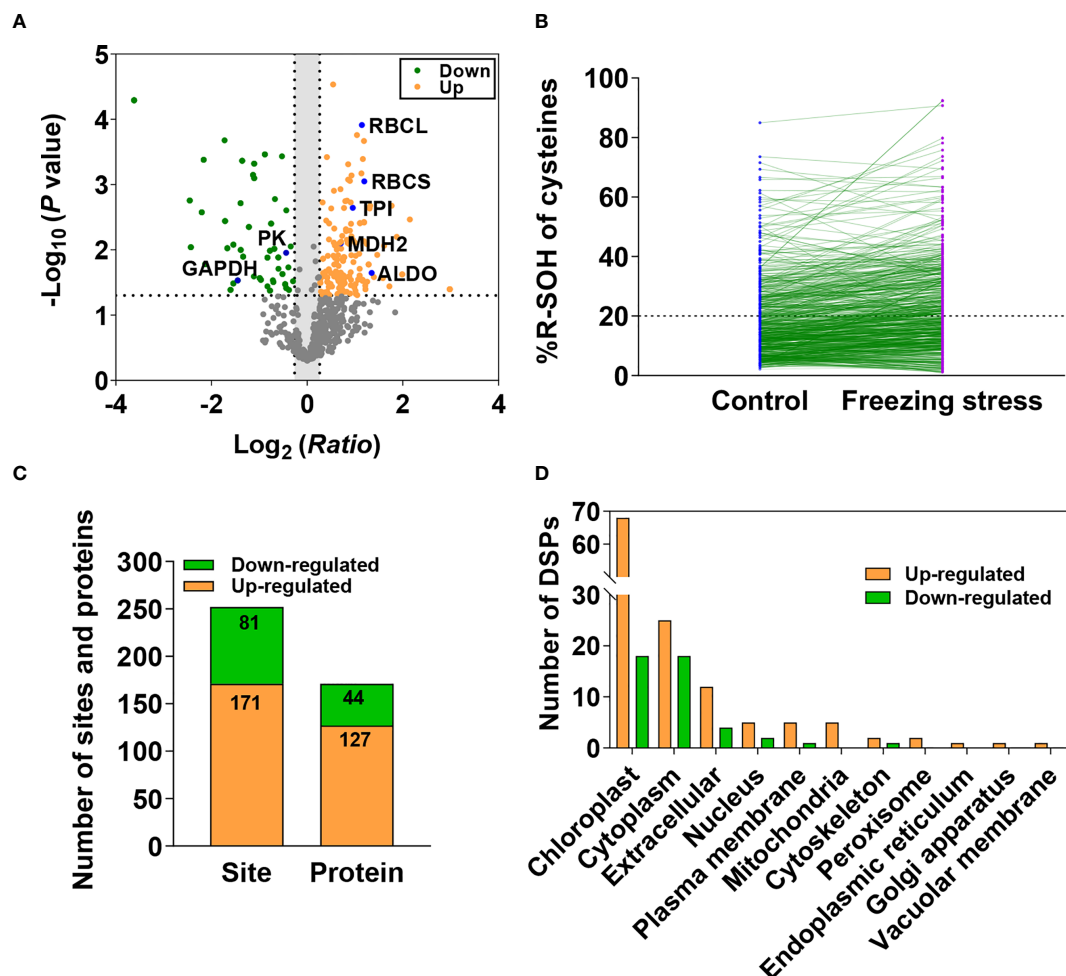 A
-Log10 (P value)
5
4
3
2
1
0
Down
Up
RBCL
RBCS
TPI
PK
MDH2
GAPDH
ALDO
-4
-2
0
2
4
Log2 (Ratio)
B
%R-SOH of cysteines
100
80
60
40
20
0
Control
Freezing stress
C
Number of sites and proteins
300
250
200
150
100
50
0
Down-regulated
Up-regulated
81
171
44
127
Site
Protein
D
Number of DSPs
70
60
30
20
10
0
Up-regulated
Down-regulated
Chloroplast
Cytoplasm
Extracellular
Nucleus
Plasma membrane
Mitochondria
Cytoskeleton
Peroxisome
Endoplasmic reticulum
Golgi apparatus
Vacuolar membrane